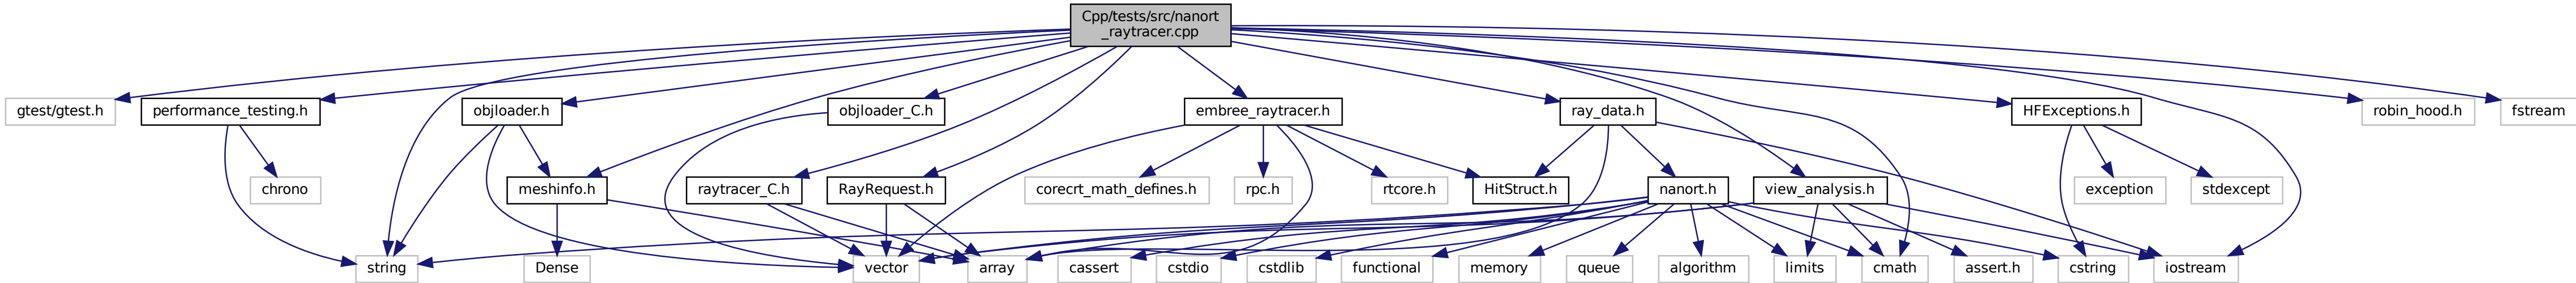 Cpp/tests/src/nanort
_raytracer.cpp
gtest/gtest.h
performance_testing.h
objloader.h
objloader_C.h
embree_raytracer.h
ray_data.h
HFExceptions.h
robin_hood.h
fstream
chrono
meshinfo.h
raytracer_C.h
RayRequest.h
corecrt_math_defines.h
rpc.h
rtcore.h
HitStruct.h
nanort.h
view_analysis.h
exception
stdexcept
string
Dense
vector
array
cassert
cstdio
cstdlib
functional
memory
queue
algorithm
limits
cmath
assert.h
cstring
iostream